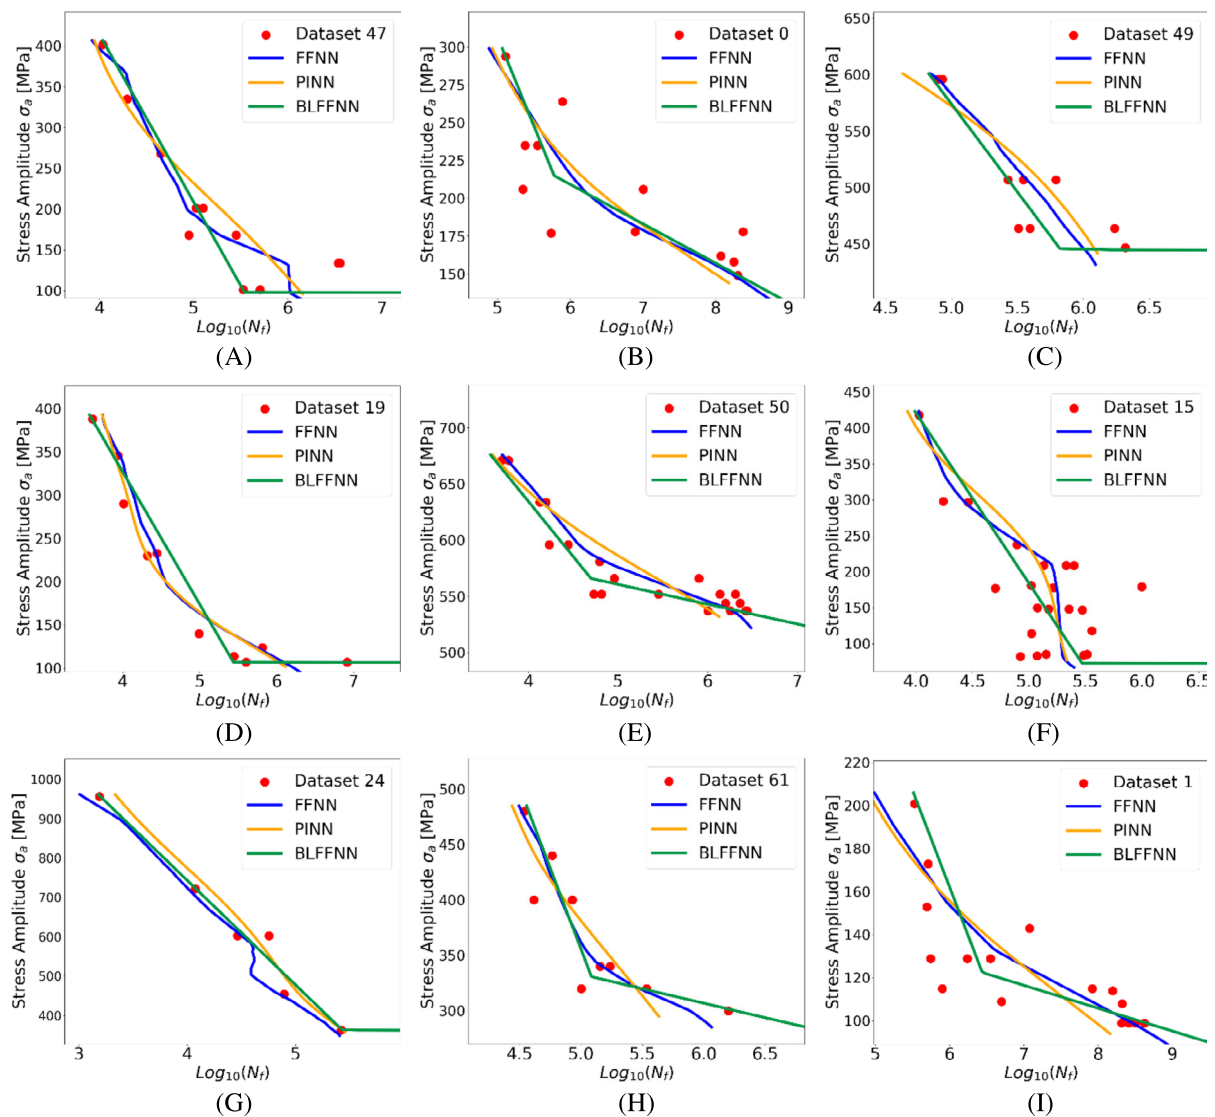 Dataset 47
FFNN
PINN
BLFFNN
400
350
300
250
200
150
100
Stress Amplitude σa [MPa]
4 5 6 7
Log10(Nf)
(A)
Dataset 0
FFNN
PINN
BLFFNN
300
275
250
225
200
175
150
Stress Amplitude σa [MPa]
5 6 7 8 9
Log10(Nf)
(B)
Dataset 49
FFNN
PINN
BLFFNN
650
600
550
500
450
Stress Amplitude σa [MPa]
5.0 5.5 6.0 6.5
Log10(Nf)
(C)
Dataset 19
FFNN
PINN
BLFFNN
400
350
300
250
200
150
100
Stress Amplitude σa [MPa]
4 5 6 7
Log10(Nf)
(D)
Dataset 50
FFNN
PINN
BLFFNN
700
650
600
550
500
Stress Amplitude σa [MPa]
4 5 6 7
Log10(Nf)
(E)
Dataset 15
FFNN
PINN
BLFFNN
450
400
350
300
250
200
150
100
Stress Amplitude σa [MPa]
4.0 4.5 5.0 5.5 6.0 6.5
Log10(Nf)
(F)
Dataset 24
FFNN
PINN
BLFFNN
1000
900
800
700
600
500
400
Stress Amplitude σa [MPa]
3 4 5
Log10(Nf)
(G)
Dataset 61
FFNN
PINN
BLFFNN
500
450
400
350
300
Stress Amplitude σa [MPa]
4.5 5.0 5.5 6.0 6.5
Log10(Nf)
(H)
Dataset 1
FFNN
PINN
BLFFNN
220
200
180
160
140
120
100
Stress Amplitude σa [MPa]
5 6 7 8 9
Log10(Nf)
(I)